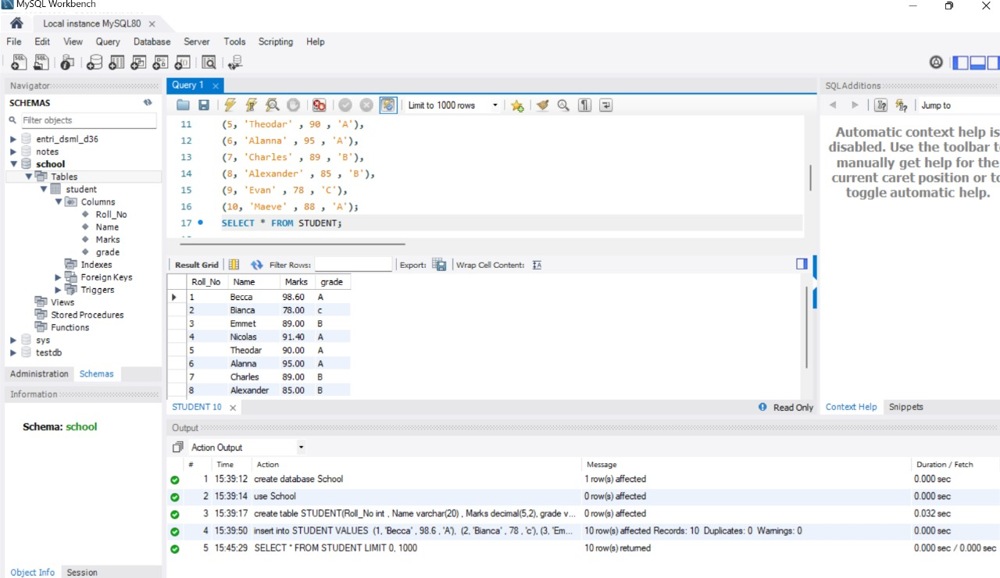 MySQL Workbench
Local instance MySQL80
File Edit View Query Database Server Tools Scripting Help
Navigator
SCHEMAS
Filter objects
entri_dsml_d36
notes
school
Tables
student
Columns
Roll_No
Name
Marks
grade
Indexes
Foreign Keys
Triggers
Views
Stored Procedures
Functions
sys
testdb
Administration Schemas
Information
Schema: school
Object Info Session
Query 1
Limit to 1000 rows
11 (5, 'Theodar' , 90 , 'A'),
12 (6, 'Alanna' , 95 , 'A'),
13 (7, 'Charles' , 89 , 'B'),
14 (8, 'Alexander' , 85 , 'B'),
15 (9, 'Evan' , 78 , 'C'),
16 (10, 'Maeve' , 88 , 'A');
17 SELECT * FROM STUDENT;
Result Grid Filter Rows: Export: Wrap Cell Content:
Roll_No Name Marks grade
1 Becca 98.60 A
2 Bianca 78.00 c
3 Emmet 89.00 B
4 Nicolas 91.40 A
5 Theodar 90.00 A
6 Alanna 95.00 A
7 Charles 89.00 B
8 Alexander 85.00 B
STUDENT 10 Read Only
SQLAdditions
Jump to
Automatic context help is
disabled. Use the toolbar to
manually get help for the
current caret position or to
toggle automatic help.
Context Help Snippets
Output
Action Output
# Time Action Message Duration / Fetch
1 15:39:12 create database School 1 row(s) affected 0.000 sec
2 15:39:14 use School 0 row(s) affected 0.000 sec
3 15:39:17 create table STUDENT(Roll_No int , Name varchar(20) , Marks decimal(5,2), grade v... 0 row(s) affected 0.032 sec
4 15:39:50 insert into STUDENT VALUES (1, 'Becca' , 98.6 , 'A'), (2, 'Bianca' , 78 , 'c'), (3, 'Em... 10 row(s) affected Records: 10 Duplicates: 0 Warnings: 0 0.000 sec
5 15:45:29 SELECT * FROM STUDENT LIMIT 0, 1000 10 row(s) returned 0.000 sec / 0.000 sec